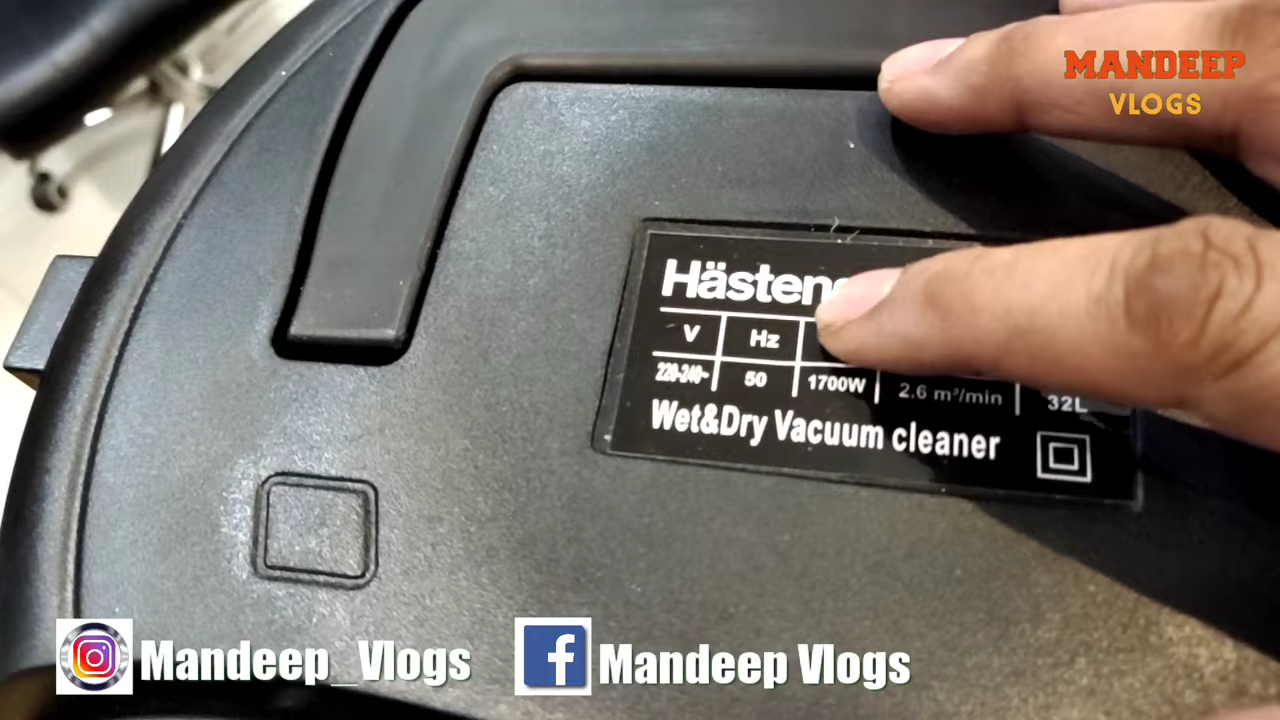 MANDEEP
VLOGS
Hästen
V Hz
220-240~ 50 1700W 2.6 m³/min 32L
Wet&Dry Vacuum cleaner
Mandeep_Vlogs
Mandeep Vlogs